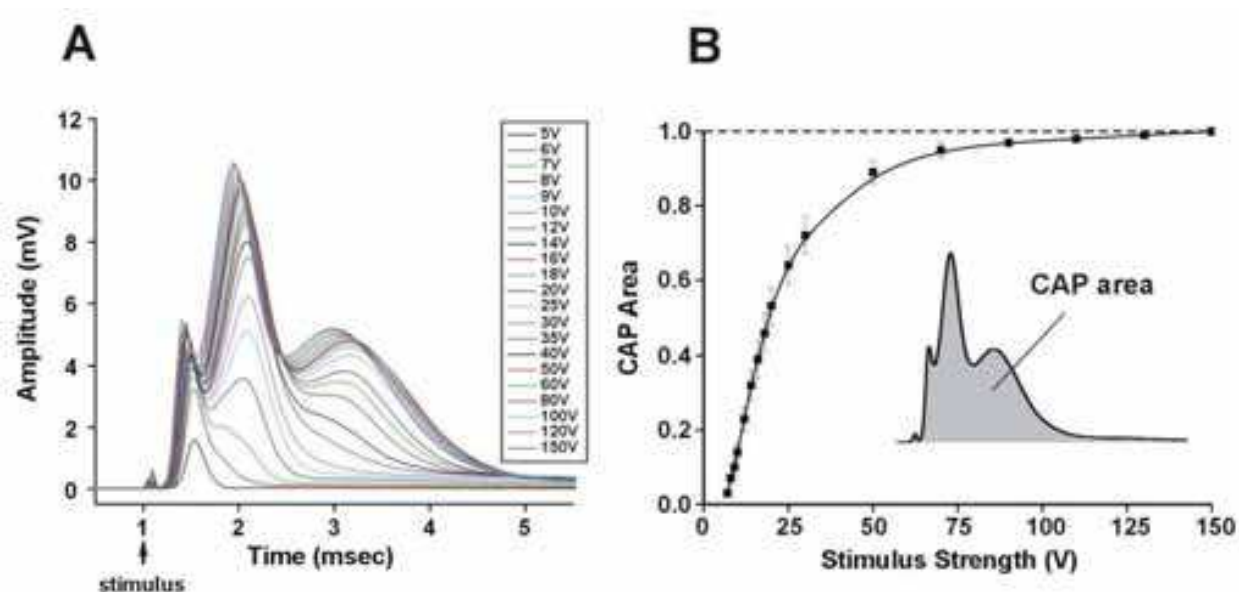 A
B
12
10
8
6
4
2
0
Amplitude (mV)
1
2
3
4
5
Time (msec)
stimulus
5V
6V
7V
8V
9V
10V
12V
14V
16V
18V
20V
25V
30V
35V
40V
50V
60V
80V
100V
120V
150V
1.0
0.8
0.6
0.4
0.2
0.0
CAP Area
CAP area
0
25
50
75
100
125
150
Stimulus Strength (V)